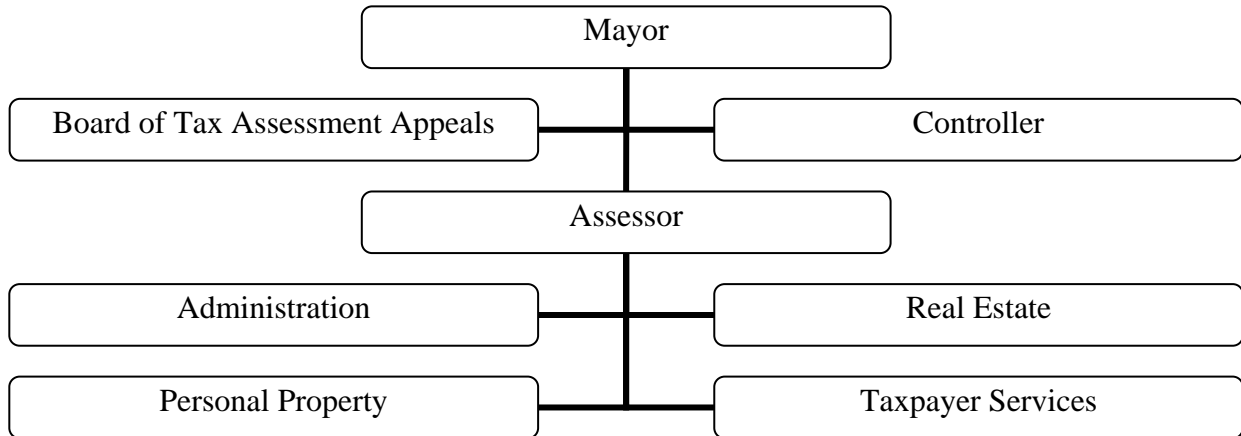 Mayor
Board of Tax Assessment Appeals
Controller
Assessor
Administration
Real Estate
Personal Property
Taxpayer Services